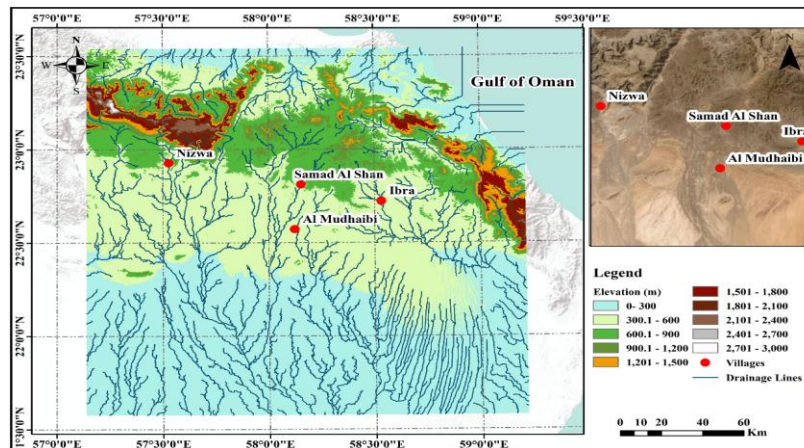 57°0'0"E 57°30'0"E 58°0'0"E 58°30'0"E 59°0'0"E 59°30'0"E
N
W E
S
23°30'0"N
Gulf of Oman
23°0'0"N
Nizwa
Samad Al Shan
Ibra
Al Mudhaibi
22°30'0"N
22°0'0"N
1°30'0"N
57°0'0"E 57°30'0"E 58°0'0"E 58°30'0"E 59°0'0"E
N
Nizwa
Samad Al Shan
Ibr
Al Mudhaibi
Legend
Elevation (m)
0- 300
300.1 - 600
600.1 - 900
900.1 - 1,200
1,201 - 1,500
1,501 - 1,800
1,801 - 2,100
2,101 - 2,400
2,401 - 2,700
2,701 - 3,000
Villages
Drainage Lines
0 10 20 40 60
Km